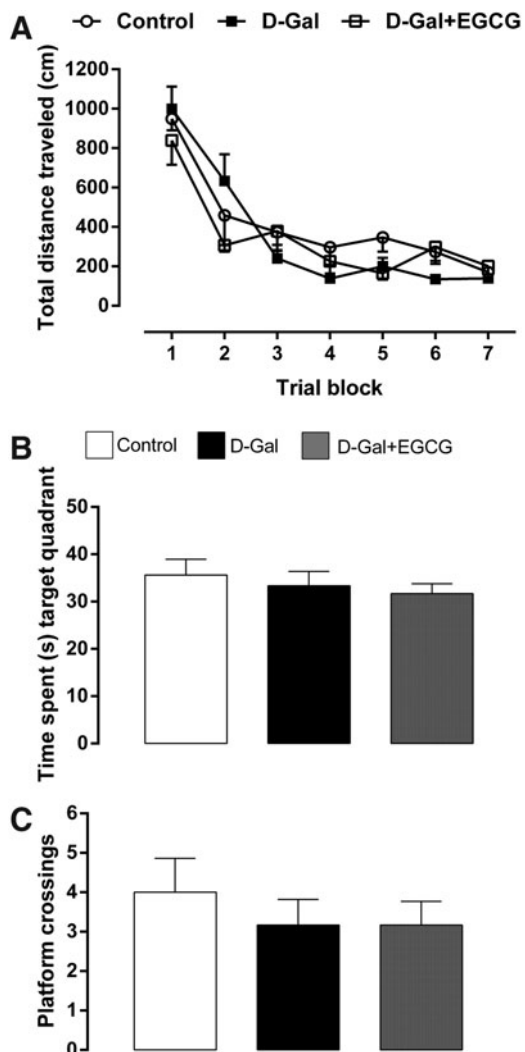 A
Control D-Gal D-Gal+EGCG
Total distance traveled (cm)
1200
1000
800
600
400
200
0
1 2 3 4 5 6 7
Trial block
B
Control D-Gal D-Gal+EGCG
Time spent (s) target quadrant
50
40
30
20
10
0
C
Platform crossings
6
5
4
3
2
1
0